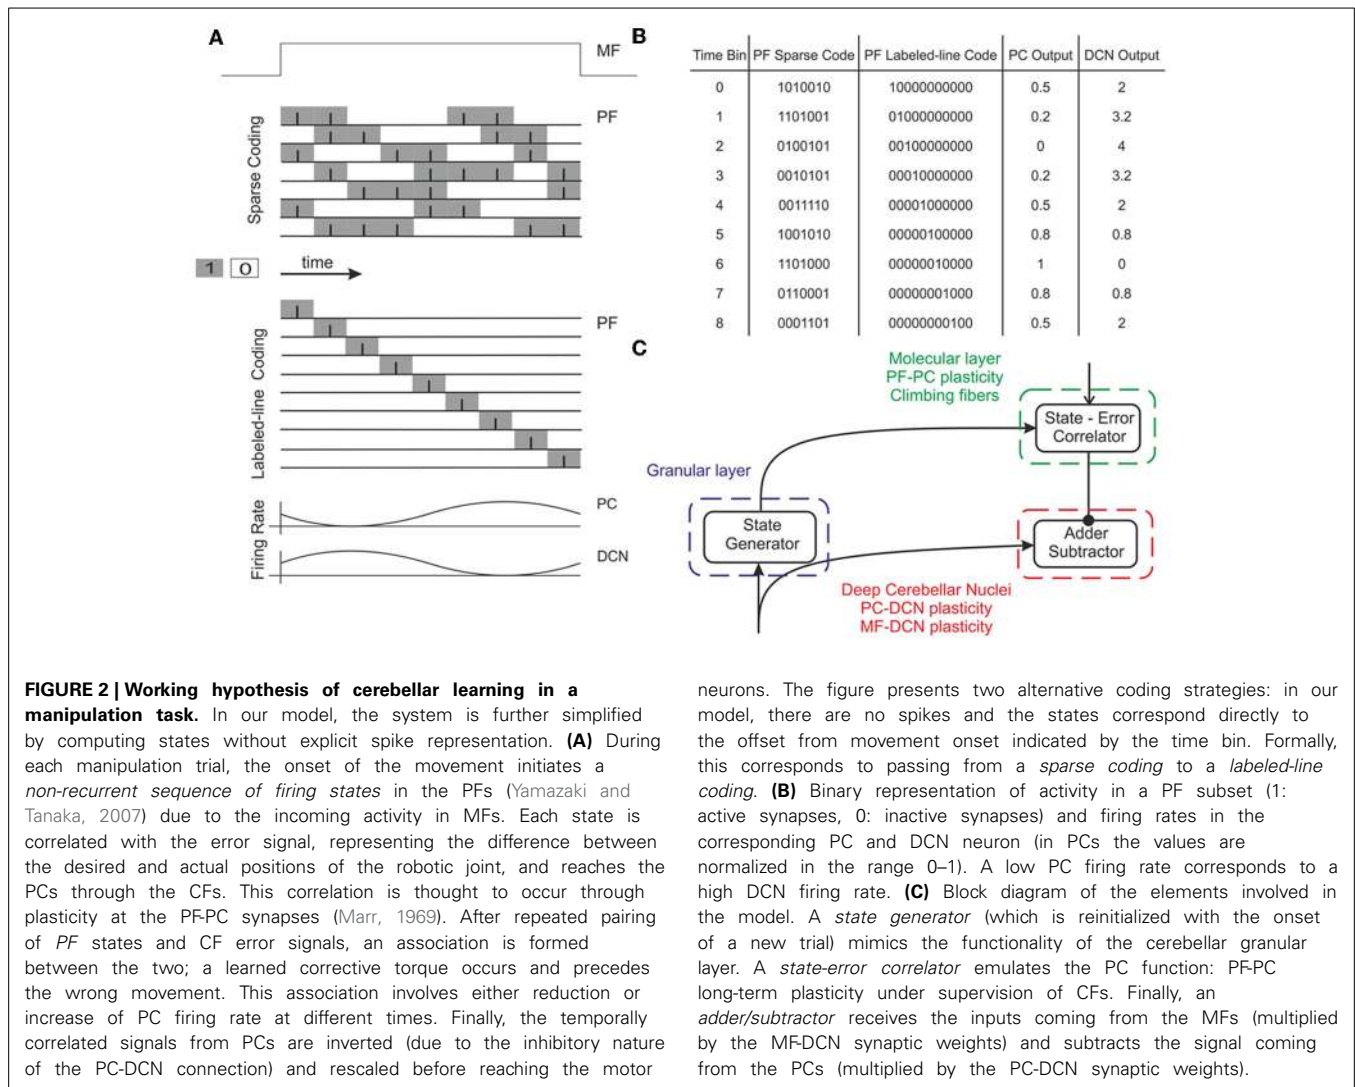 A
MF
Sparse Coding
PF
1 0
time
Labeled-line Coding
PF
Firing Rate
PC
DCN
B
Time Bin PF Sparse Code PF Labeled-line Code PC Output DCN Output
0 1010010 10000000000 0.5 2
1 1101001 01000000000 0.2 3.2
2 0100101 00100000000 0 4
3 0010101 00010000000 0.2 3.2
4 0011110 00001000000 0.5 2
5 1001010 00000100000 0.8 0.8
6 1101000 00000010000 1 0
7 0110001 00000001000 0.8 0.8
8 0001101 00000000100 0.5 2
C
Molecular layer
PF-PC plasticity
Climbing fibers
State - Error
Correlator
Granular layer
State
Generator
Adder
Subtractor
Deep Cerebellar Nuclei
PC-DCN plasticity
MF-DCN plasticity
FIGURE 2 | Working hypothesis of cerebellar learning in a
manipulation task. In our model, the system is further simplified
by computing states without explicit spike representation. (A) During
each manipulation trial, the onset of the movement initiates a
non-recurrent sequence of firing states in the PFs (Yamazaki and
Tanaka, 2007) due to the incoming activity in MFs. Each state is
correlated with the error signal, representing the difference between
the desired and actual positions of the robotic joint, and reaches the
PCs through the CFs. This correlation is thought to occur through
plasticity at the PF-PC synapses (Marr, 1969). After repeated pairing
of PF states and CF error signals, an association is formed
between the two; a learned corrective torque occurs and precedes
the wrong movement. This association involves either reduction or
increase of PC firing rate at different times. Finally, the temporally
correlated signals from PCs are inverted (due to the inhibitory nature
of the PC-DCN connection) and rescaled before reaching the motor
neurons. The figure presents two alternative coding strategies: in our
model, there are no spikes and the states correspond directly to
the offset from movement onset indicated by the time bin. Formally,
this corresponds to passing from a sparse coding to a labeled-line
coding. (B) Binary representation of activity in a PF subset (1:
active synapses, 0: inactive synapses) and firing rates in the
corresponding PC and DCN neuron (in PCs the values are
normalized in the range 0–1). A low PC firing rate corresponds to a
high DCN firing rate. (C) Block diagram of the elements involved in
the model. A state generator (which is reinitialized with the onset
of a new trial) mimics the functionality of the cerebellar granular
layer. A state-error correlator emulates the PC function: PF-PC
long-term plasticity under supervision of CFs. Finally, an
adder/subtractor receives the inputs coming from the MFs (multiplied
by the MF-DCN synaptic weights) and subtracts the signal coming
from the PCs (multiplied by the PC-DCN synaptic weights).